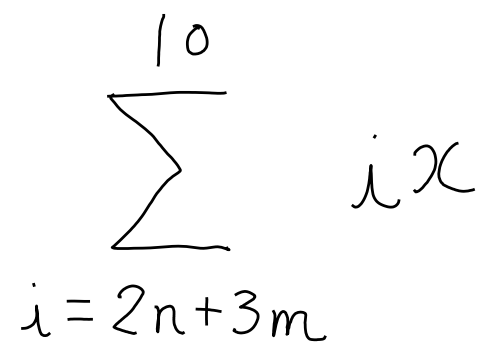 10
∑ ix
i = 2n + 3m